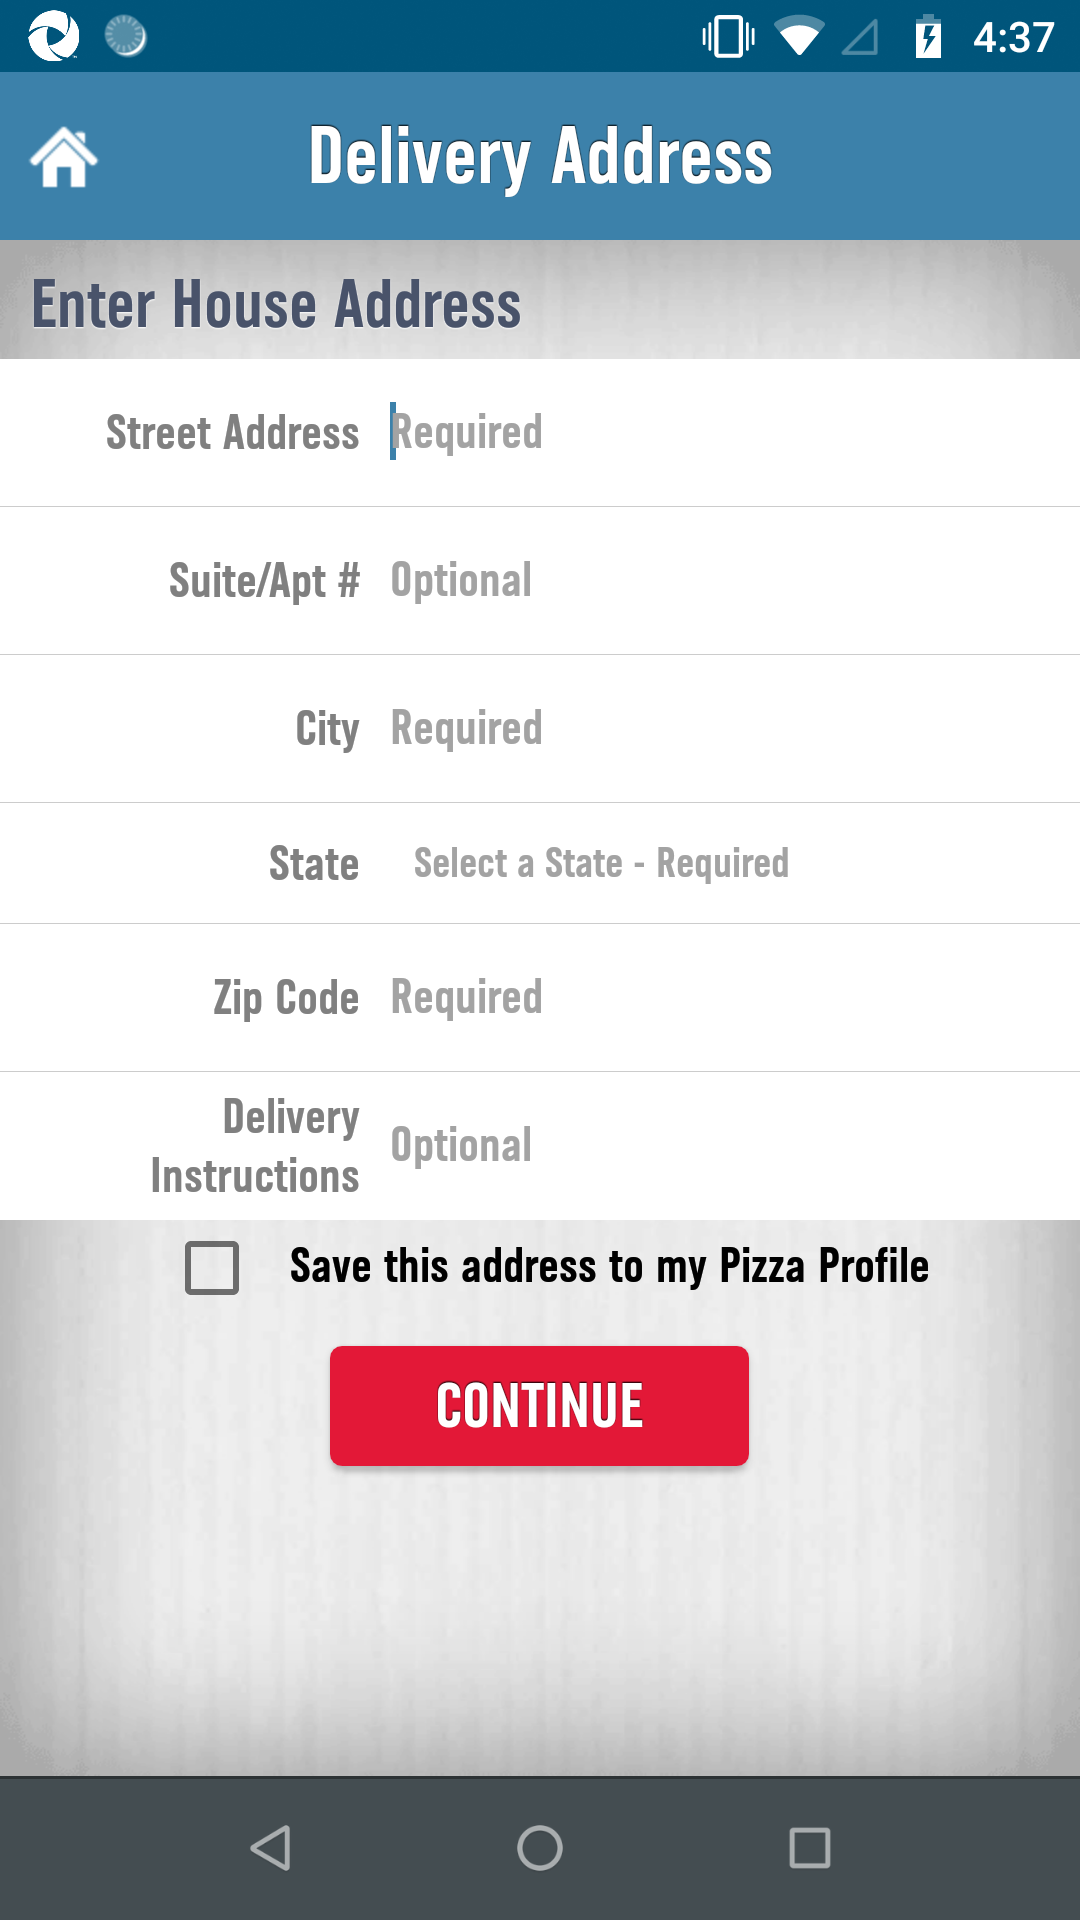 4:37
Delivery Address
Enter House Address
Street Address Required
Suite/Apt # Optional
City Required
State Select a State - Required
Zip Code Required
Delivery
Instructions Optional
Save this address to my Pizza Profile
CONTINUE